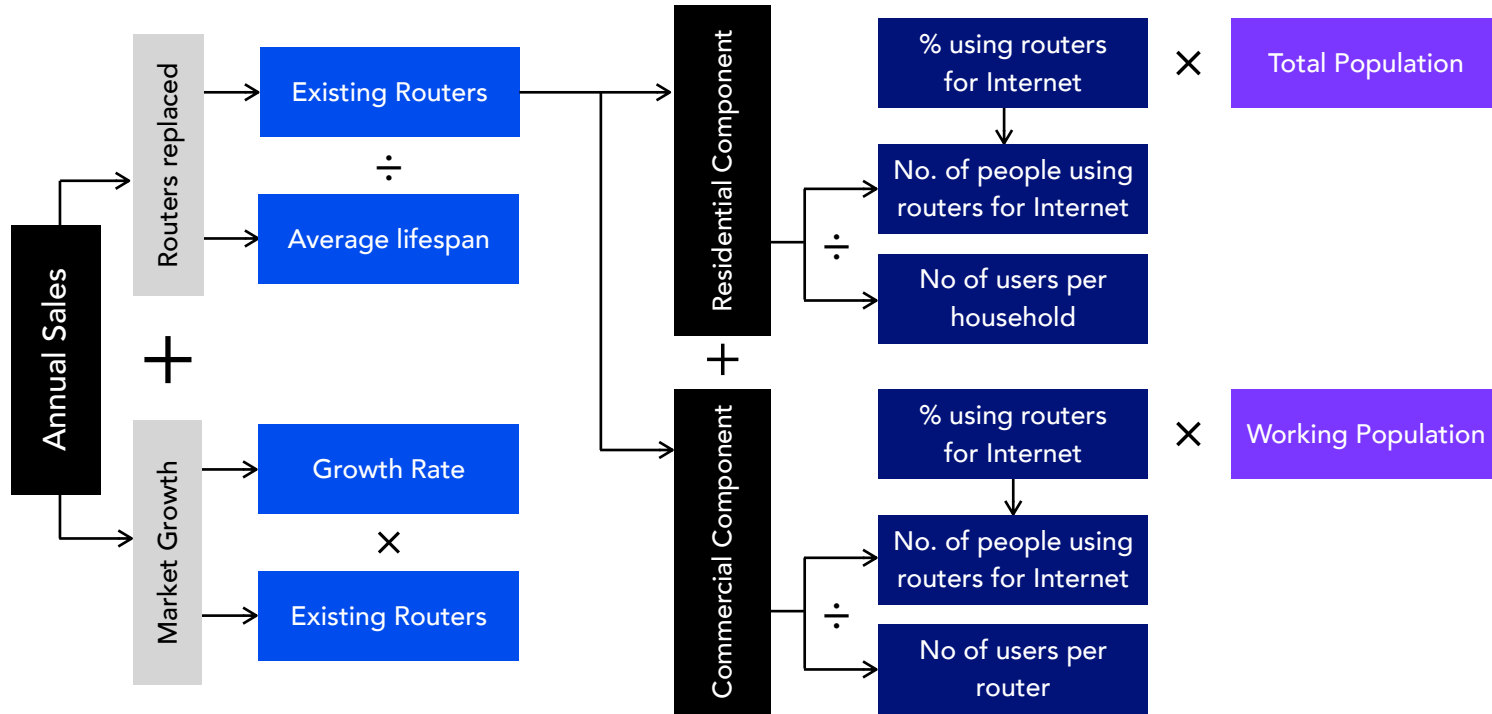 Annual Sales
Routers replaced
Existing Routers
÷
Average lifespan
+
Market Growth
Growth Rate
×
Existing Routers
Residential Component
% using routers
for Internet
×
Total Population
No. of people using
routers for Internet
÷
No of users per
household
+
Commercial Component
% using routers
for Internet
×
Working Population
No. of people using
routers for Internet
÷
No of users per
router